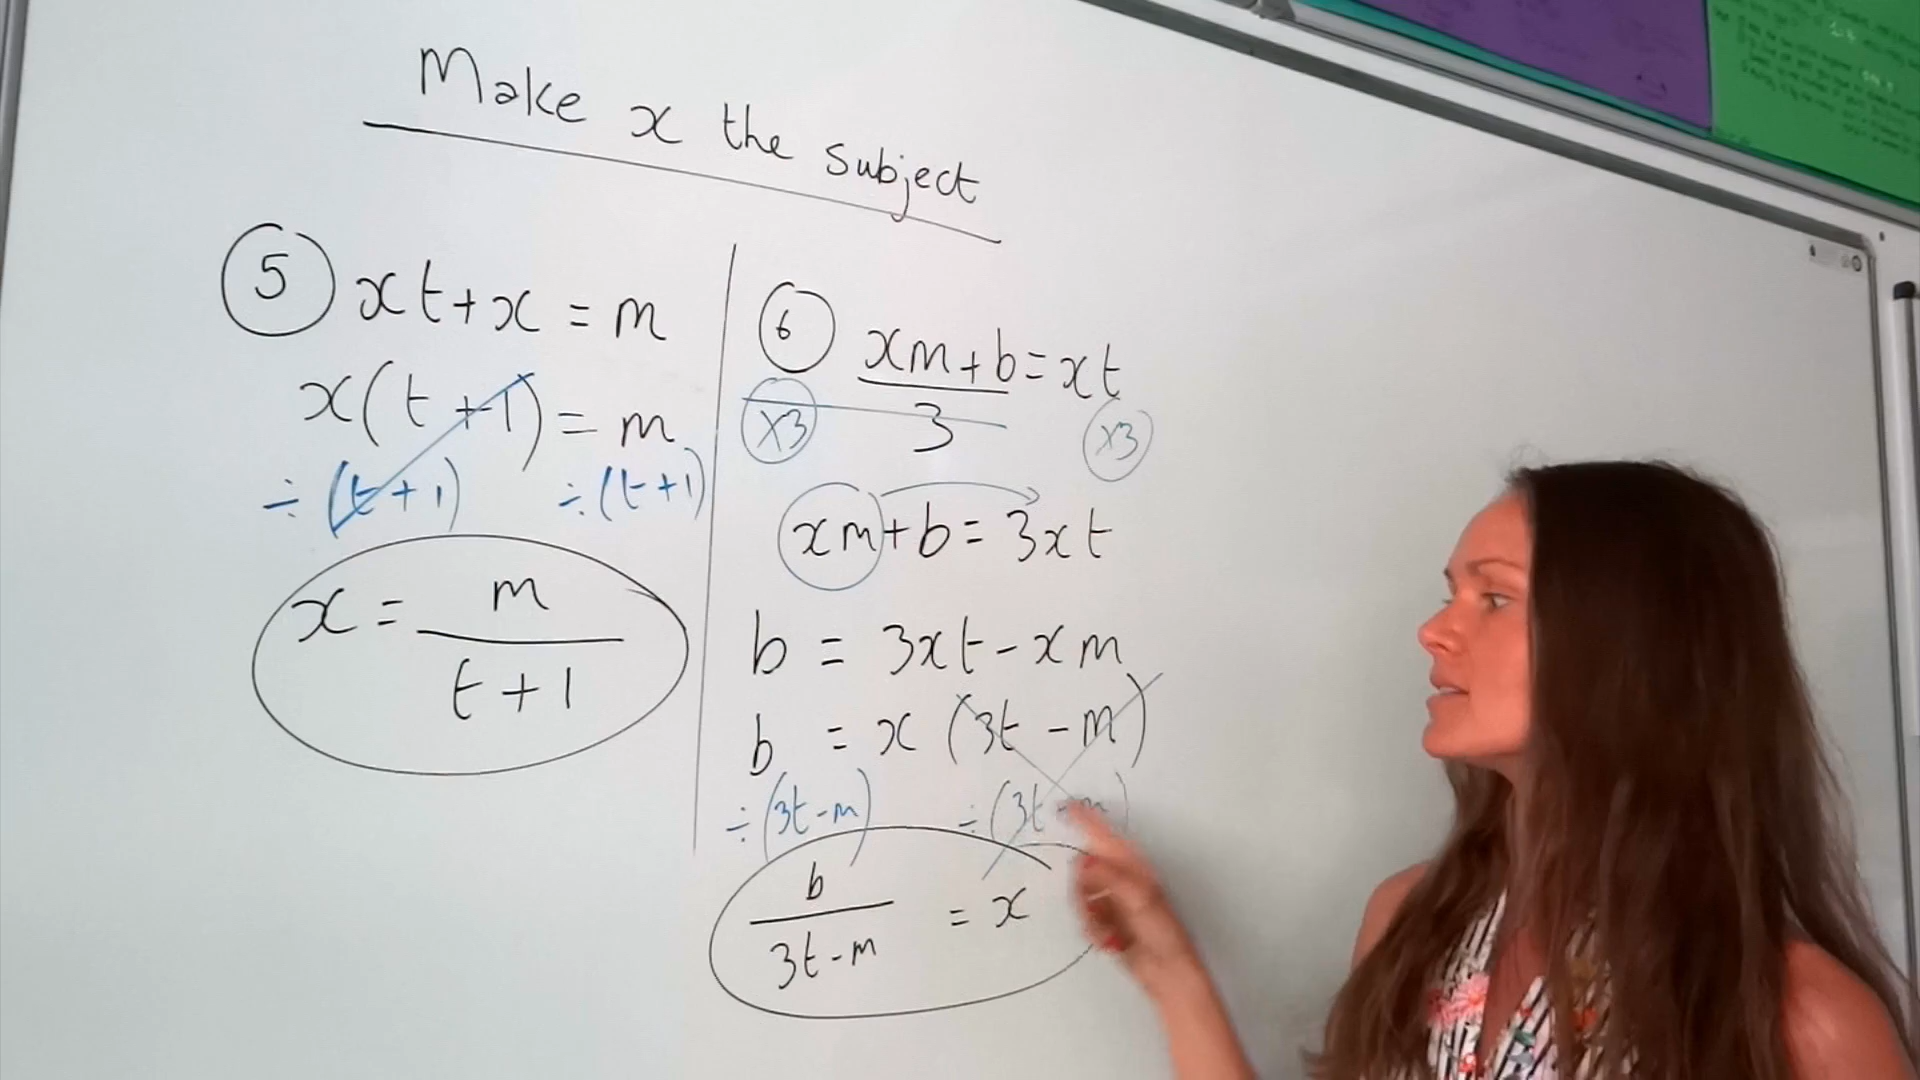 Make x the subject
5 xt+x = m
x(t+1) = m
÷(t+1) ÷(t+1)
x = m
t+1
6 xm+b = xt
3
×3 ×3
xm+b = 3xt
b = 3xt-xm
b = x(3t-m)
÷(3t-m) ÷(3t-m)
b
3t-m = x